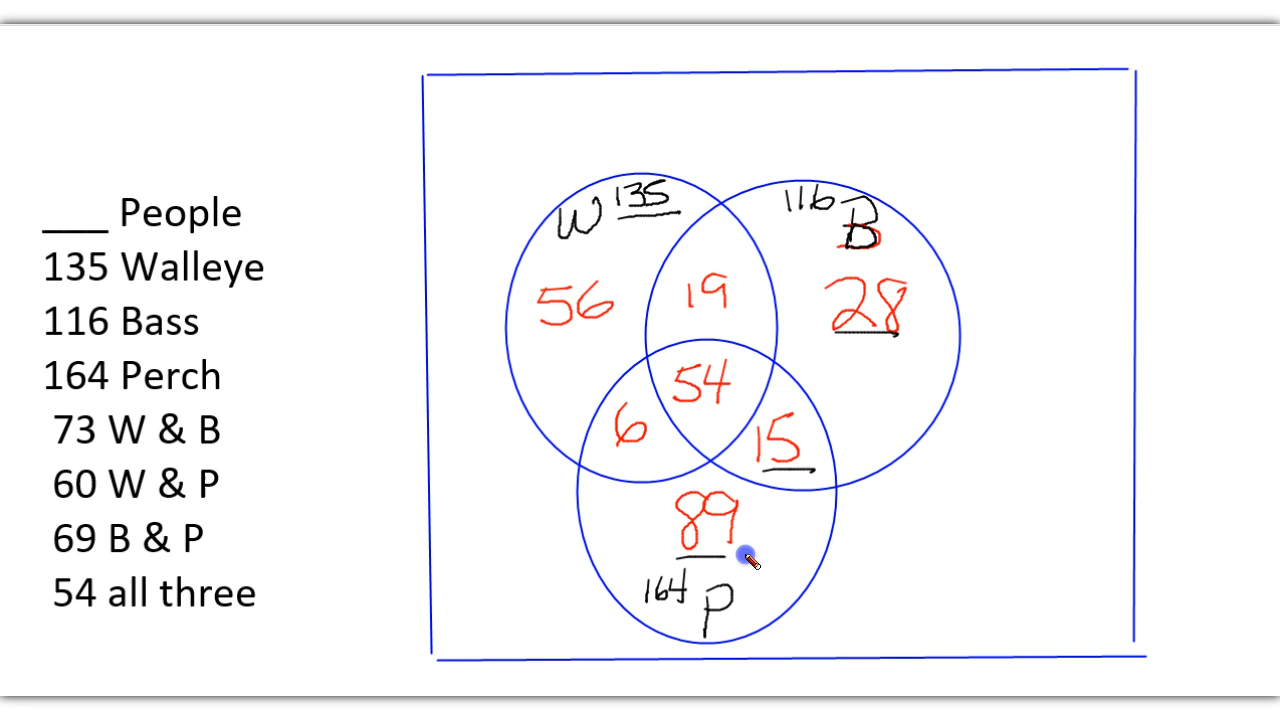 ___ People
135 Walleye
116 Bass
164 Perch
73 W & B
60 W & P
69 B & P
54 all three
W 135
116 B
56
19
28
54
6
15
89
164 P